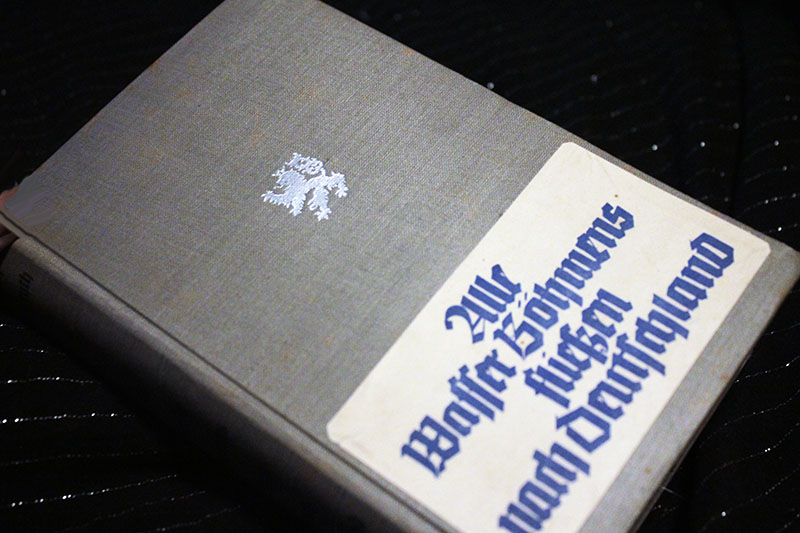 Alle
Wasser Böhmens
fließen
nach Deutschland